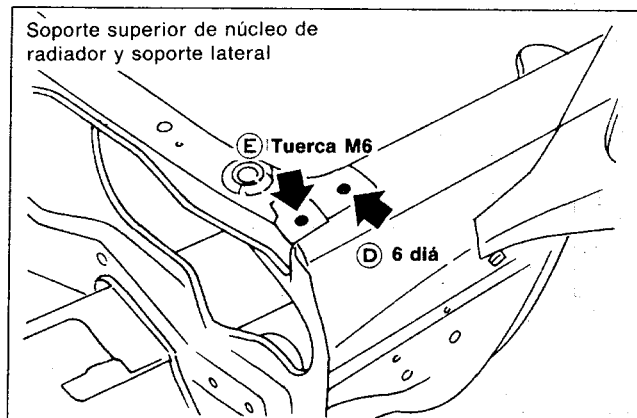 Soporte superior de núcleo de
radiador y soporte lateral
Ⓔ Tuerca M6
Ⓓ 6 diá